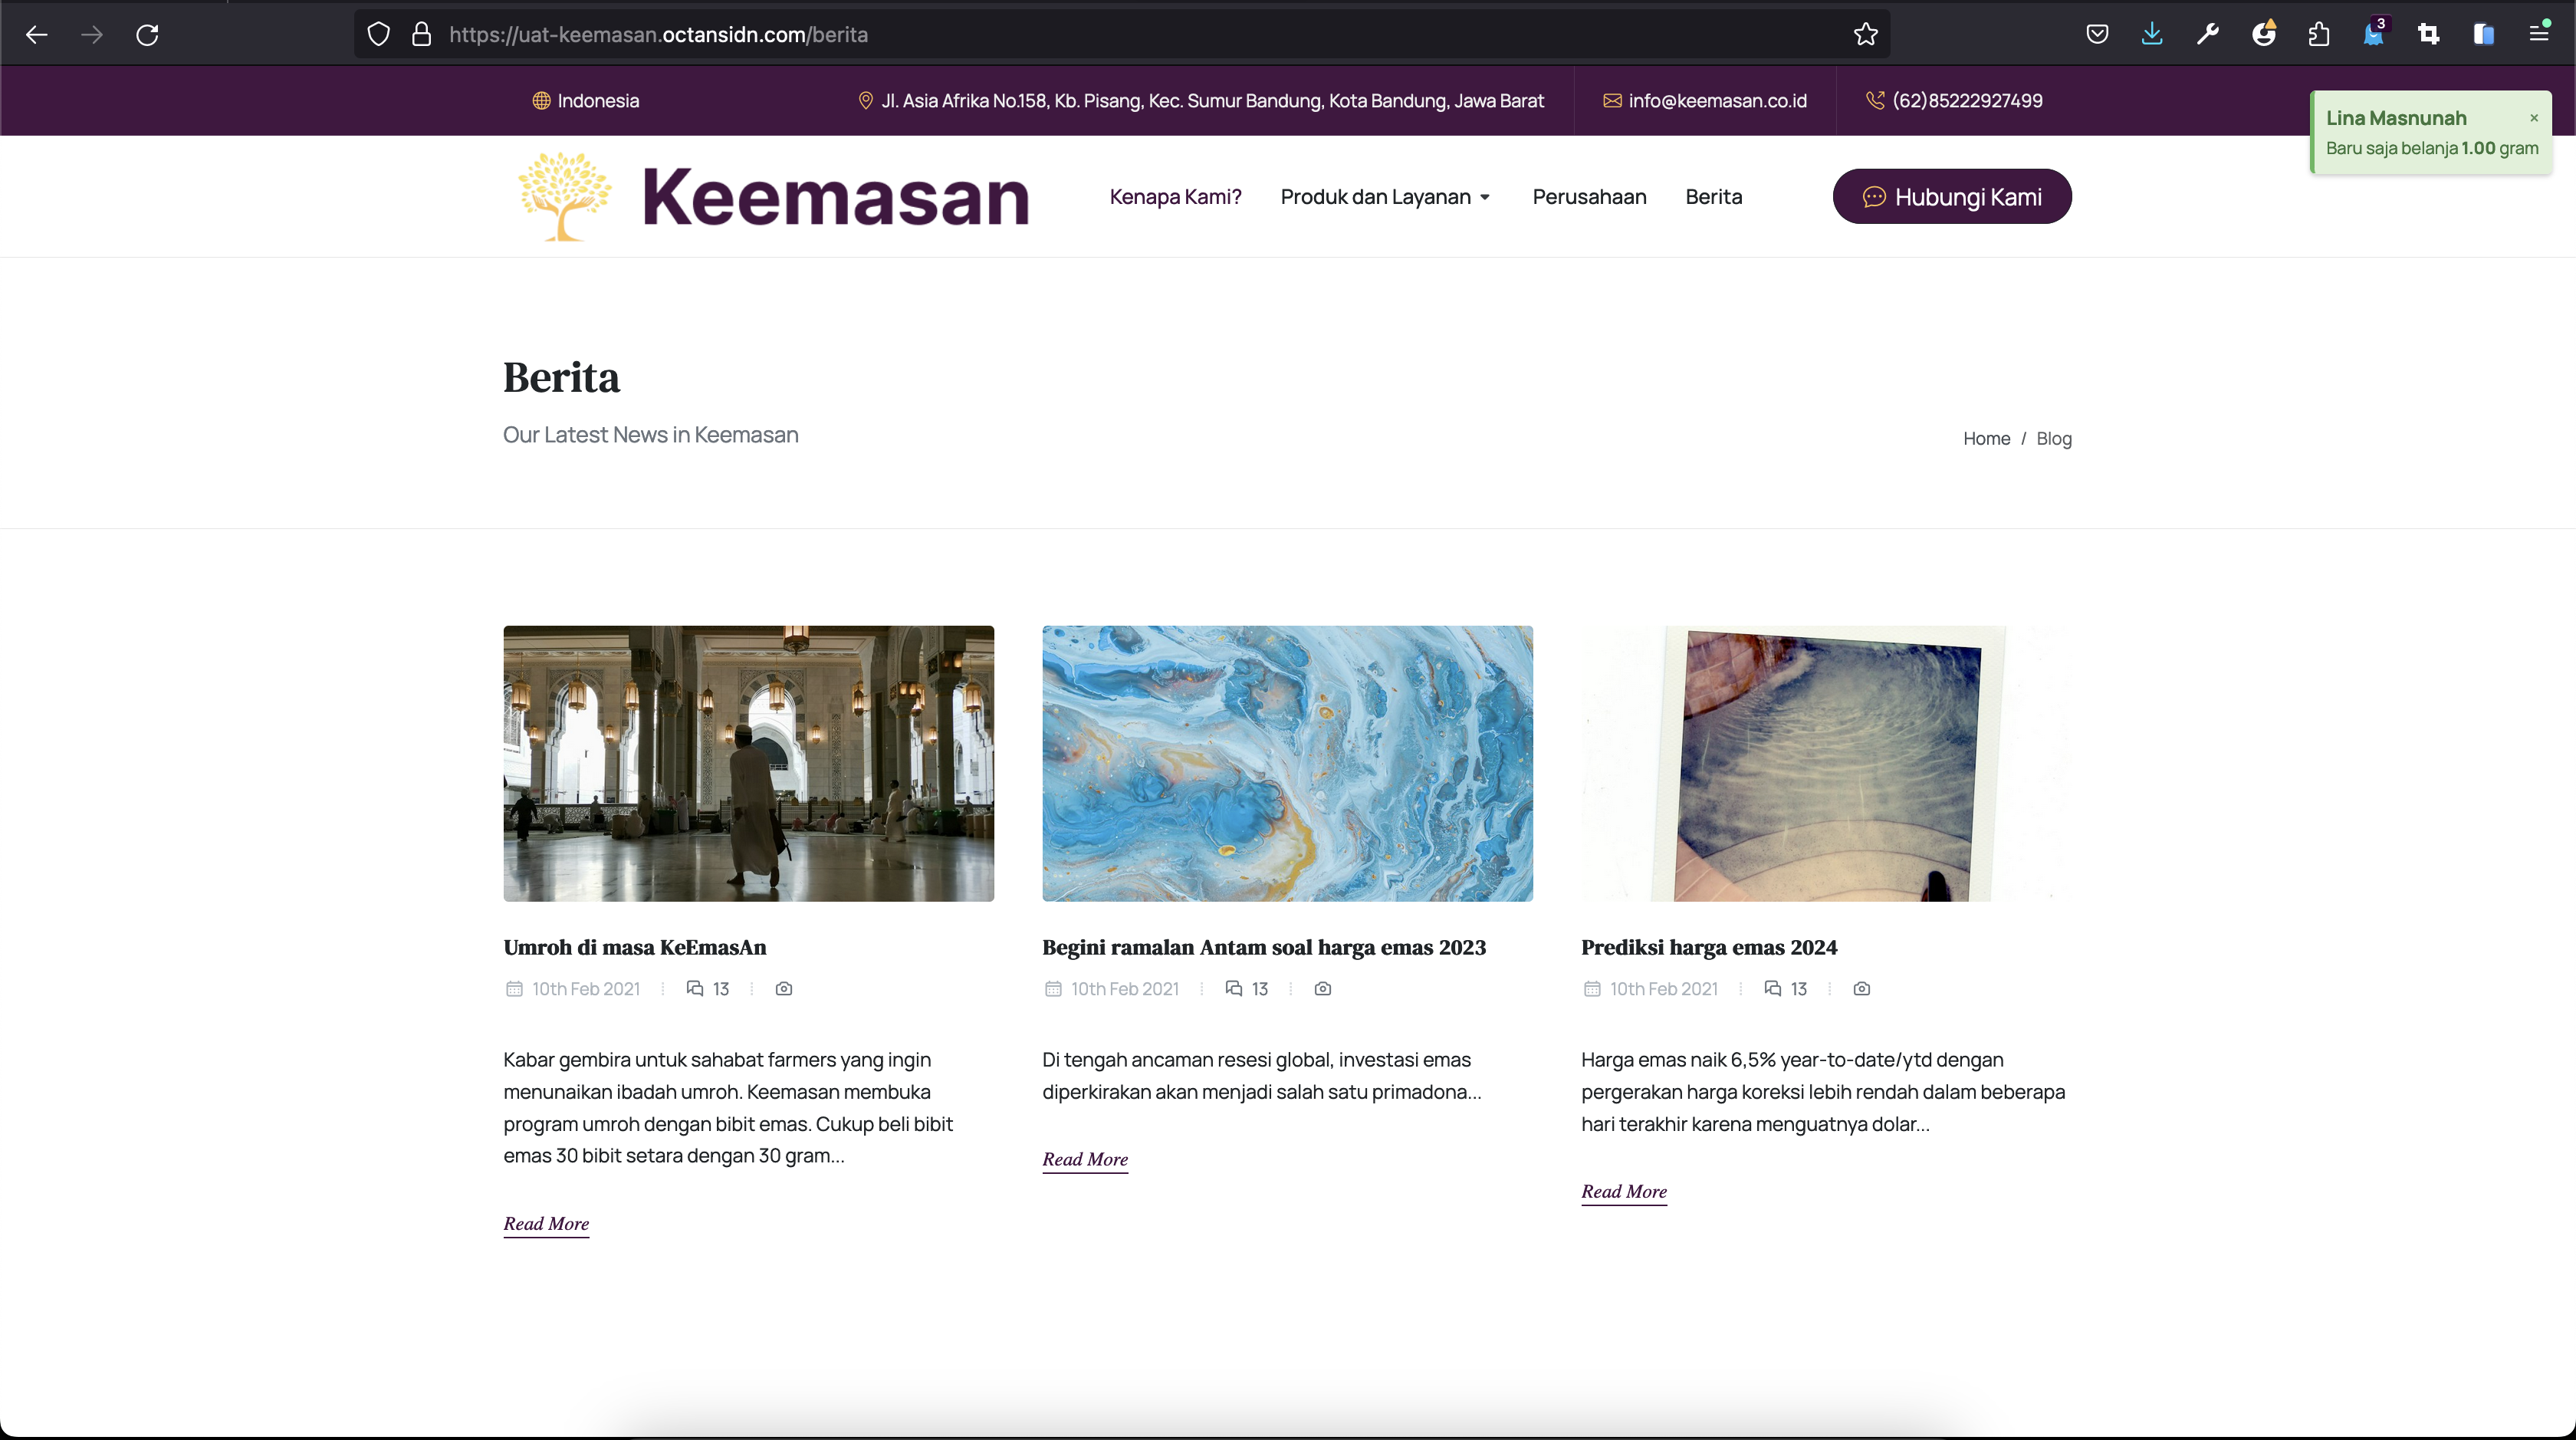 https://uat-keemasan.octansidn.com/berita
3
Indonesia
Jl. Asia Afrika No.158, Kb. Pisang, Kec. Sumur Bandung, Kota Bandung, Jawa Barat
info@keemasan.co.id
(62)85222927499
Lina Masnunah ×
Baru saja belanja 1.00 gram
Keemasan
Kenapa Kami?
Produk dan Layanan
Perusahaan
Berita
Hubungi Kami
Berita
Our Latest News in Keemasan
Home / Blog
Umroh di masa KeEmasAn
10th Feb 2021 13
Kabar gembira untuk sahabat farmers yang ingin
menunaikan ibadah umroh. Keemasan membuka
program umroh dengan bibit emas. Cukup beli bibit
emas 30 bibit setara dengan 30 gram...
Read More
Begini ramalan Antam soal harga emas 2023
10th Feb 2021 13
Di tengah ancaman resesi global, investasi emas
diperkirakan akan menjadi salah satu primadona...
Read More
Prediksi harga emas 2024
10th Feb 2021 13
Harga emas naik 6,5% year-to-date/ytd dengan
pergerakan harga koreksi lebih rendah dalam beberapa
hari terakhir karena menguatnya dolar...
Read More